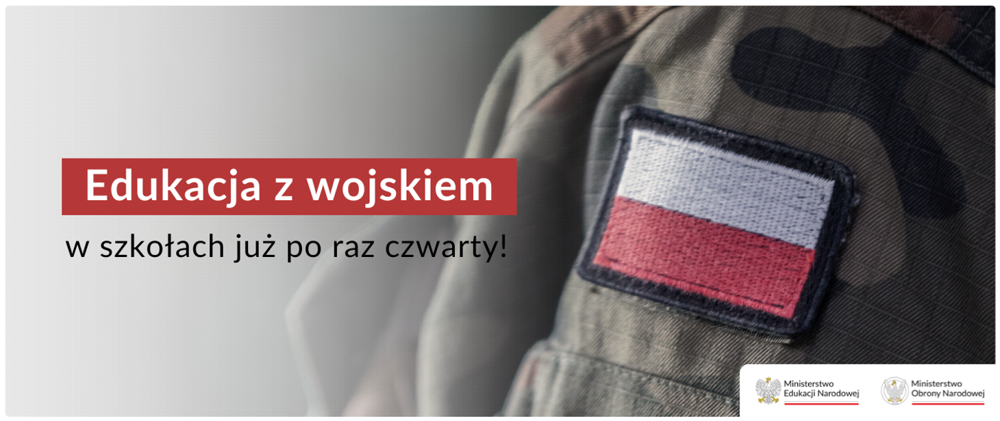 Edukacja z wojskiem
w szkołach już po raz czwarty!
Ministerstwo
Edukacji Narodowej
Ministerstwo
Obrony Narodowej